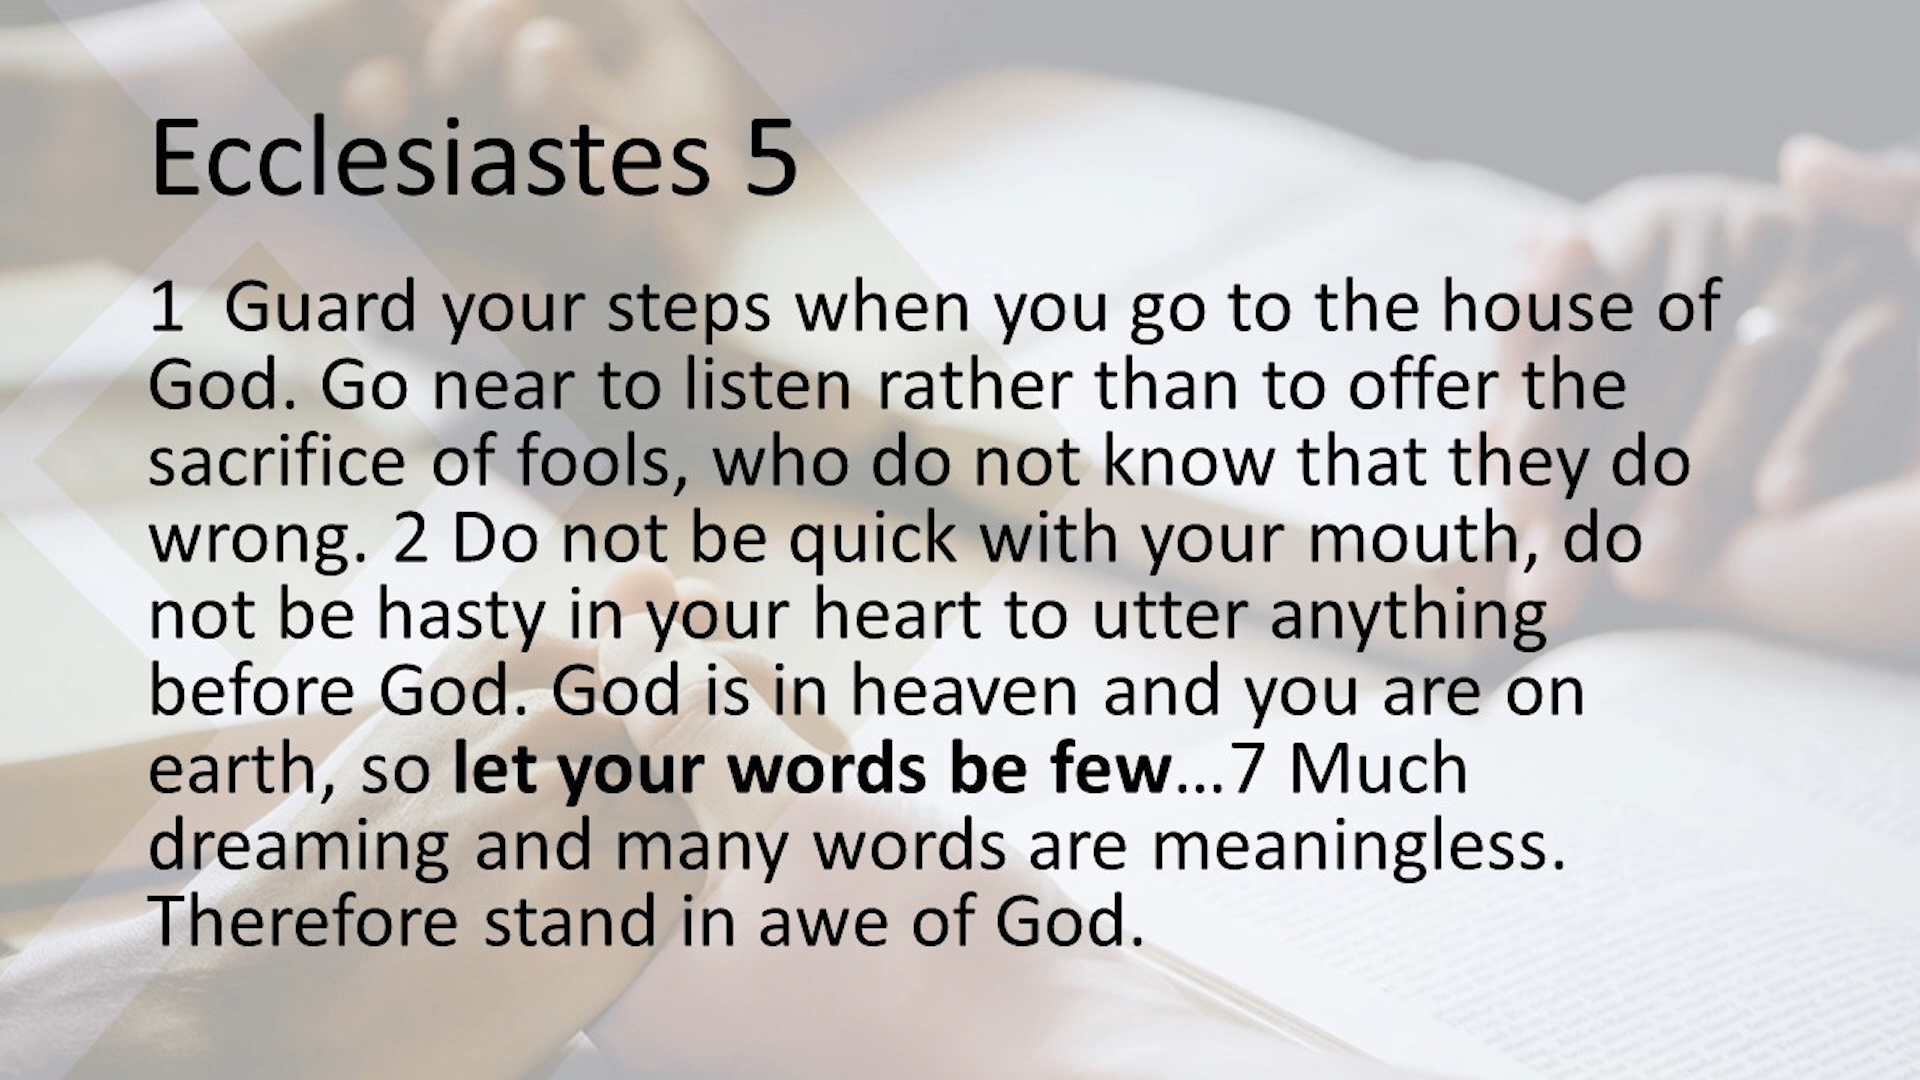 Ecclesiastes 5
1  Guard your steps when you go to the house of
God. Go near to listen rather than to offer the
sacrifice of fools, who do not know that they do
wrong. 2 Do not be quick with your mouth, do
not be hasty in your heart to utter anything
before God. God is in heaven and you are on
earth, so let your words be few...7 Much
dreaming and many words are meaningless.
Therefore stand in awe of God.